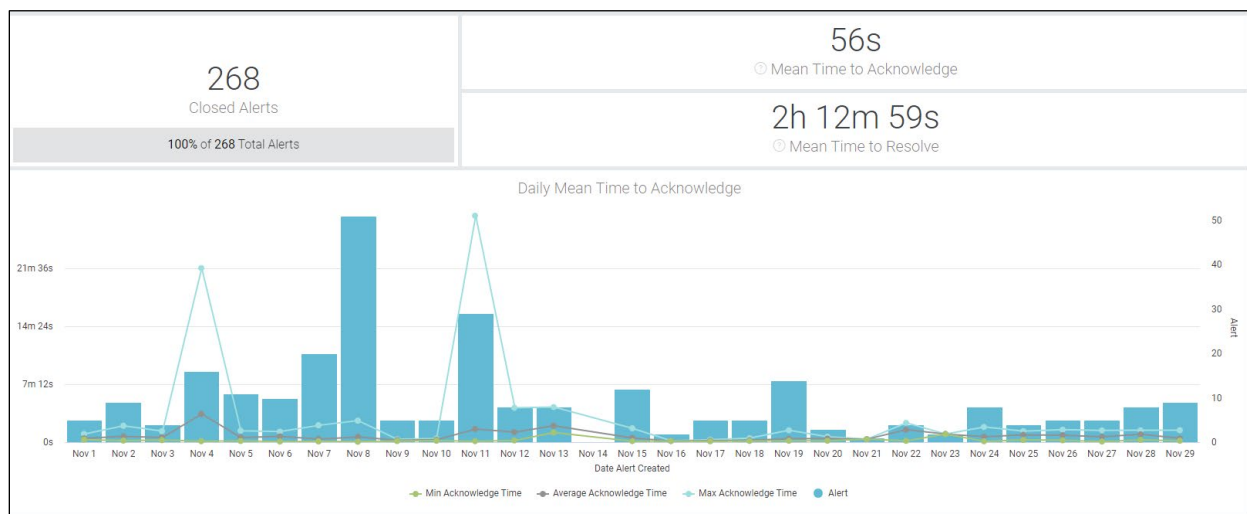 268
Closed Alerts
100% of 268 Total Alerts
56s
Mean Time to Acknowledge
2h 12m 59s
Mean Time to Resolve
Daily Mean Time to Acknowledge
21m 36s
14m 24s
7m 12s
0s
50
40
30
20
10
0
Alert
Nov 1 Nov 2 Nov 3 Nov 4 Nov 5 Nov 6 Nov 7 Nov 8 Nov 9 Nov 10 Nov 11 Nov 12 Nov 13 Nov 14 Nov 15 Nov 16 Nov 17 Nov 18 Nov 19 Nov 20 Nov 21 Nov 22 Nov 23 Nov 24 Nov 25 Nov 26 Nov 27 Nov 28 Nov 29
Date Alert Created
Min Acknowledge Time Average Acknowledge Time Max Acknowledge Time Alert